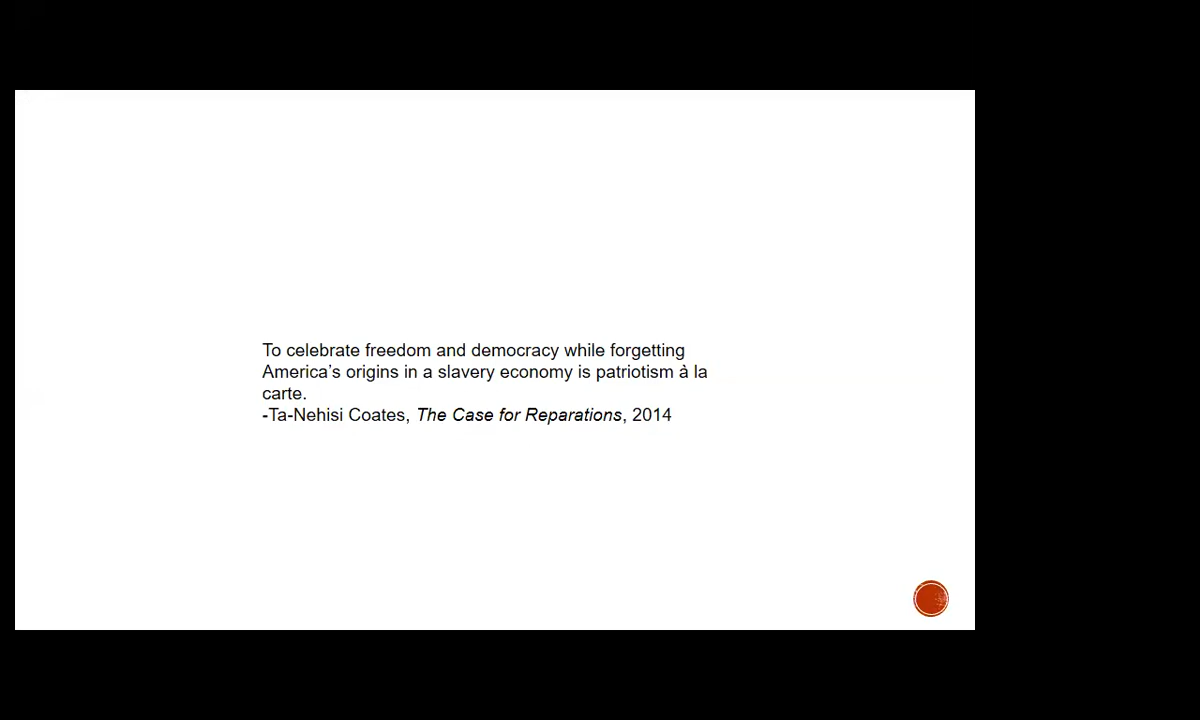 To celebrate freedom and democracy while forgetting
America’s origins in a slavery economy is patriotism à la
carte.
-Ta-Nehisi Coates, The Case for Reparations, 2014